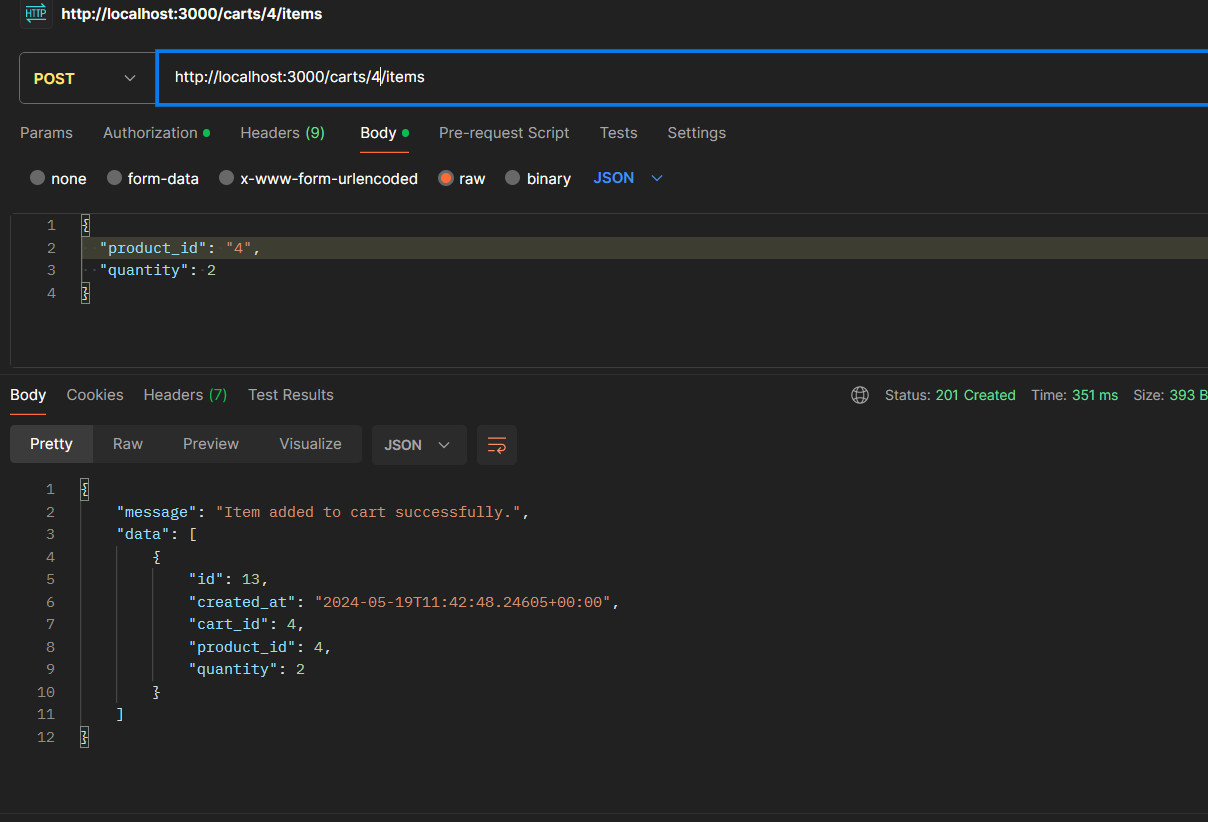 HTTP http://localhost:3000/carts/4/items
POST http://localhost:3000/carts/4/items
Params Authorization Headers (9) Body Pre-request Script Tests Settings
none form-data x-www-form-urlencoded raw binary JSON
1 {
2 "product_id": "4",
3 "quantity": 2
4 }
Body Cookies Headers (7) Test Results Status: 201 Created Time: 351 ms Size: 393 B
Pretty Raw Preview Visualize JSON
1 {
2 "message": "Item added to cart successfully.",
3 "data": [
4 {
5 "id": 13,
6 "created_at": "2024-05-19T11:42:48.24605+00:00",
7 "cart_id": 4,
8 "product_id": 4,
9 "quantity": 2
10 }
11 ]
12 }